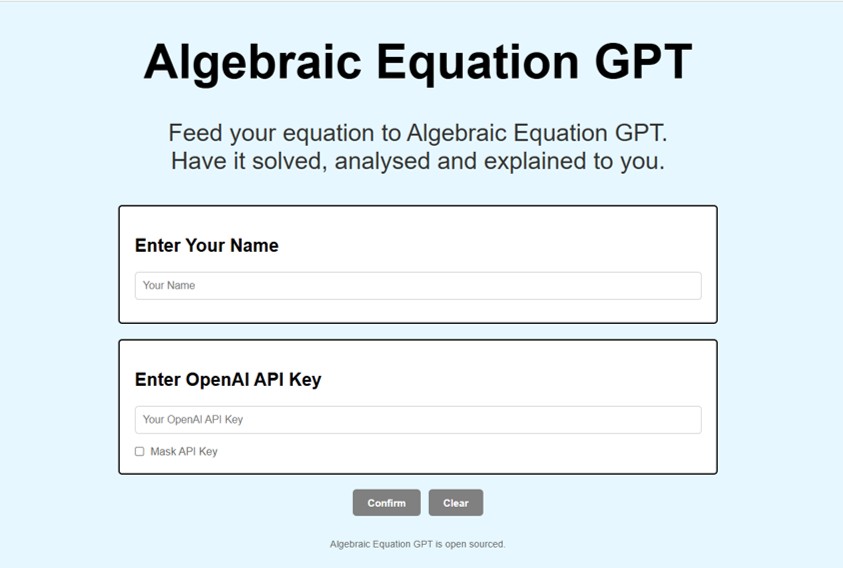 Algebraic Equation GPT
Feed your equation to Algebraic Equation GPT.
Have it solved, analysed and explained to you.
Enter Your Name
Your Name
Enter OpenAI API Key
Your OpenAI API Key
Mask API Key
Confirm Clear
Algebraic Equation GPT is open sourced.